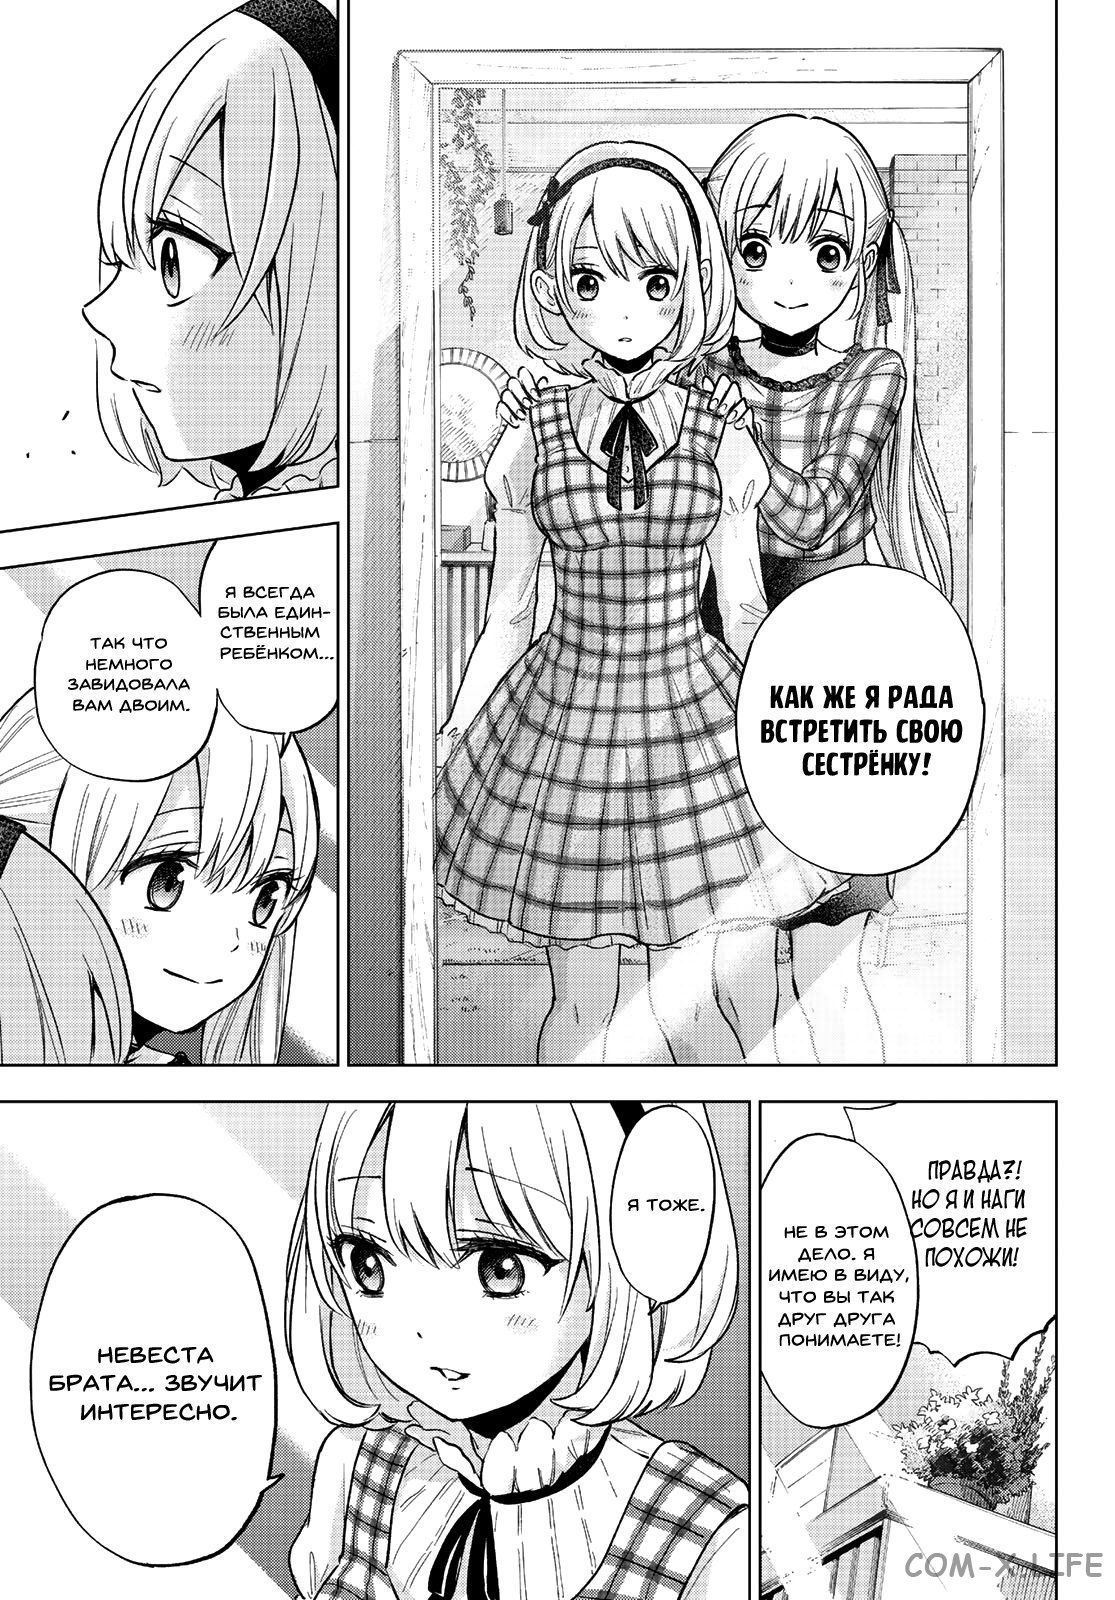 КАК ЖЕ Я РАДА
ВСТРЕТИТЬ СВОЮ
СЕСТРЁНКУ!
Я ВСЕГДА
БЫЛА ЕДИН-
СТВЕННЫМ
РЕБЁНКОМ...
ТАК ЧТО
НЕМНОГО
ЗАВИДОВАЛА
ВАМ ДВОИМ.
ПРАВДА?!
НО Я И НАГИ
СОВСЕМ НЕ
ПОХОЖИ!
НЕ В ЭТОМ
ДЕЛО. Я
ИМЕЮ В ВИДУ,
ЧТО ВЫ ТАК
ДРУГ ДРУГА
ПОНИМАЕТЕ!
Я ТОЖЕ.
НЕВЕСТА
БРАТА... ЗВУЧИТ
ИНТЕРЕСНО.
COM-X-LIFE